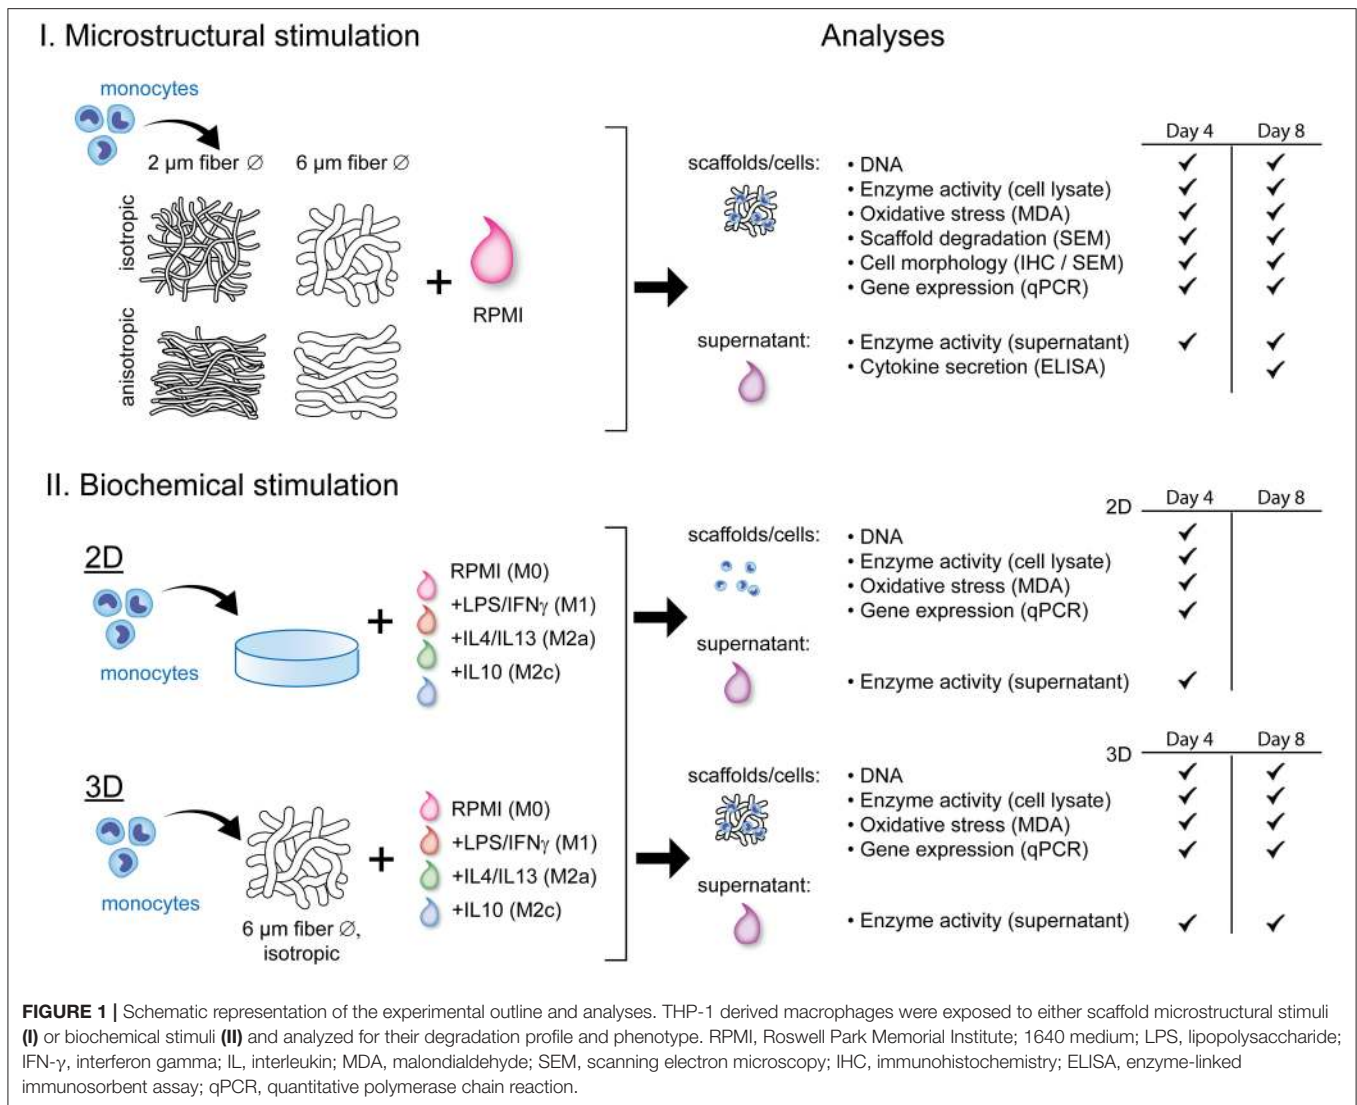 I. Microstructural stimulation
Analyses
monocytes
2 µm fiber ∅
6 µm fiber ∅
isotropic
anisotropic
+
RPMI
Day 4
Day 8
scaffolds/cells:
• DNA ✓ ✓
• Enzyme activity (cell lysate) ✓ ✓
• Oxidative stress (MDA) ✓ ✓
• Scaffold degradation (SEM) ✓ ✓
• Cell morphology (IHC / SEM) ✓ ✓
• Gene expression (qPCR) ✓ ✓
supernatant:
• Enzyme activity (supernatant) ✓ ✓
• Cytokine secretion (ELISA) ✓
II. Biochemical stimulation
2D
monocytes
+
RPMI (M0)
+LPS/IFNγ (M1)
+IL4/IL13 (M2a)
+IL10 (M2c)
2D
Day 4
Day 8
scaffolds/cells:
• DNA ✓
• Enzyme activity (cell lysate) ✓
• Oxidative stress (MDA) ✓
• Gene expression (qPCR) ✓
supernatant:
• Enzyme activity (supernatant) ✓
3D
monocytes
6 µm fiber ∅,
isotropic
+
RPMI (M0)
+LPS/IFNγ (M1)
+IL4/IL13 (M2a)
+IL10 (M2c)
3D
Day 4
Day 8
scaffolds/cells:
• DNA ✓ ✓
• Enzyme activity (cell lysate) ✓ ✓
• Oxidative stress (MDA) ✓ ✓
• Gene expression (qPCR) ✓ ✓
supernatant:
• Enzyme activity (supernatant) ✓ ✓
FIGURE 1 | Schematic representation of the experimental outline and analyses. THP-1 derived macrophages were exposed to either scaffold microstructural stimuli
(I) or biochemical stimuli (II) and analyzed for their degradation profile and phenotype. RPMI, Roswell Park Memorial Institute; 1640 medium; LPS, lipopolysaccharide;
IFN-γ, interferon gamma; IL, interleukin; MDA, malondialdehyde; SEM, scanning electron microscopy; IHC, immunohistochemistry; ELISA, enzyme-linked
immunosorbent assay; qPCR, quantitative polymerase chain reaction.